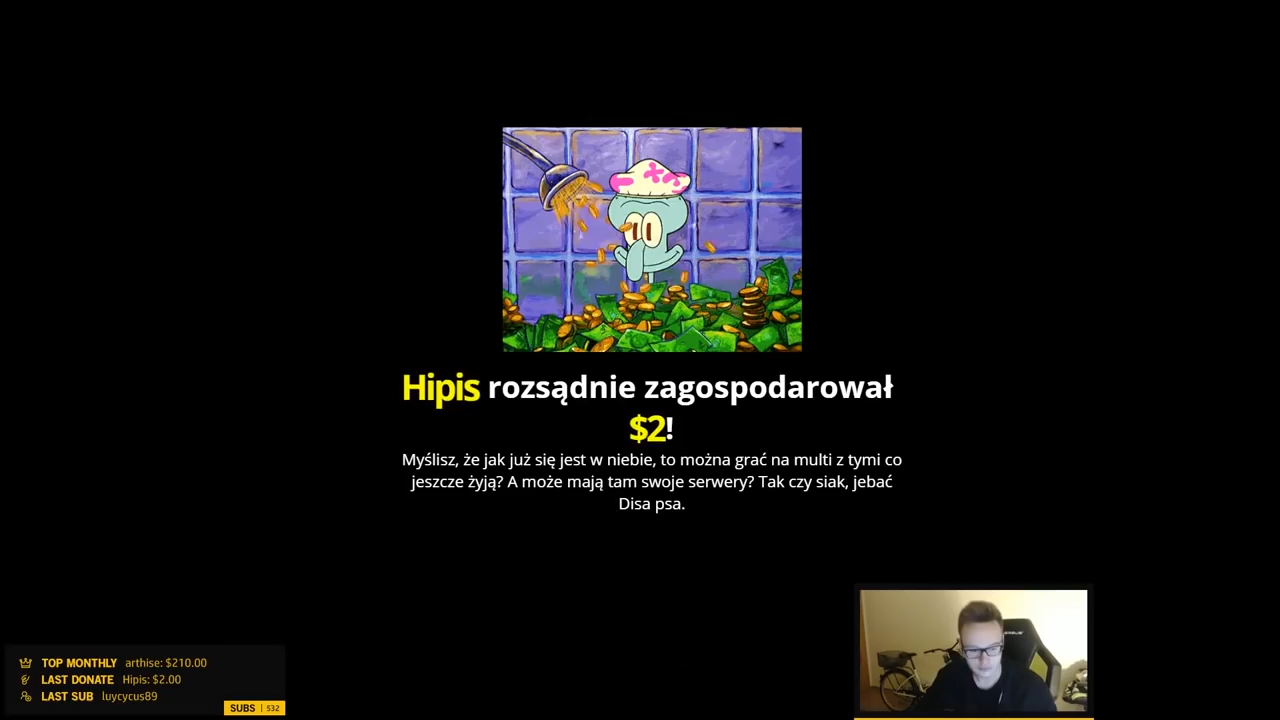 Hipis rozsądnie zagospodarował
$2!
Myślisz, że jak już się jest w niebie, to można grać na multi z tymi co
jeszcze żyją? A może mają tam swoje serwery? Tak czy siak, jebać
Disa psa.
TOP MONTHLY arthise: $210.00
LAST DONATE Hipis: $2.00
LAST SUB luycycus89
SUBS | 532